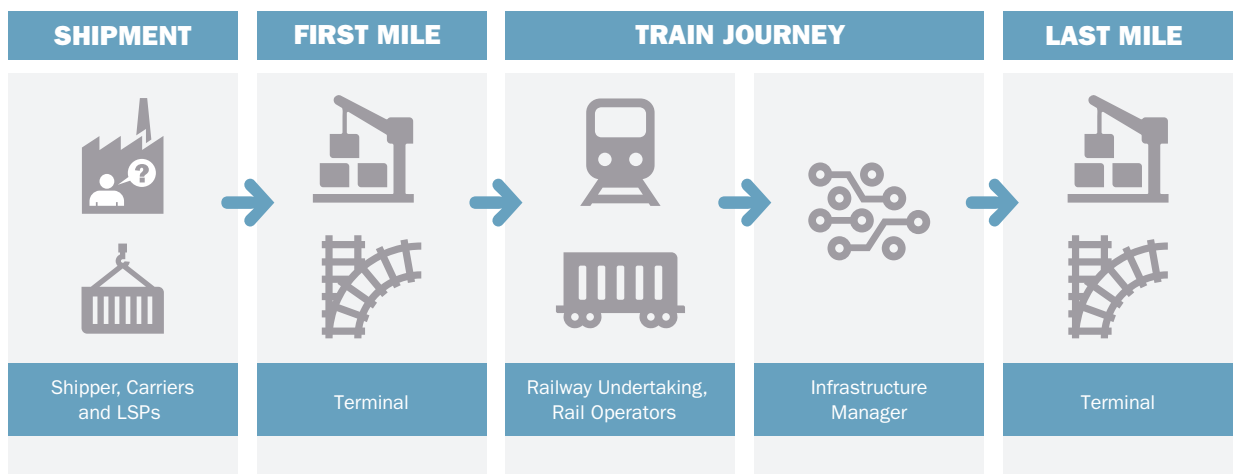 SHIPMENT
FIRST MILE
TRAIN JOURNEY
LAST MILE
?
Shipper, Carriers
and LSPs
Terminal
Railway Undertaking,
Rail Operators
Infrastructure
Manager
Terminal